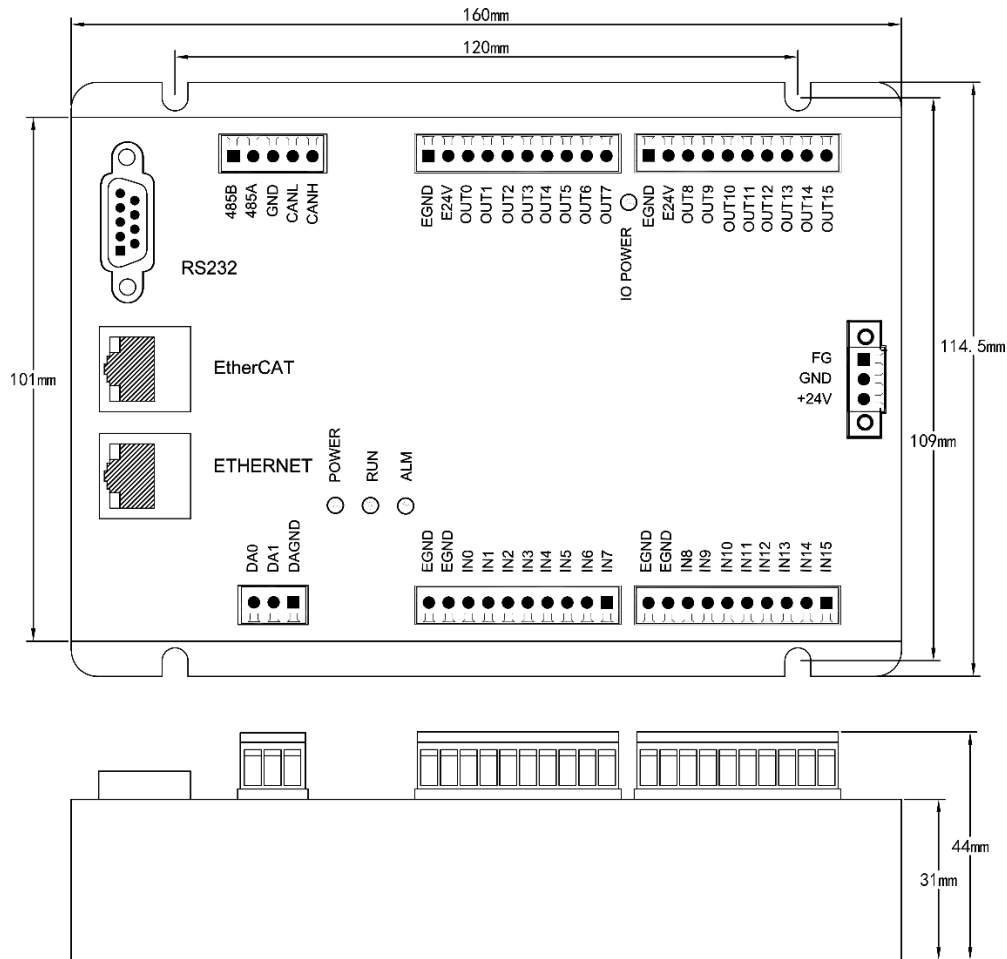 160mm
120mm
485B
485A
GND
CANL
CANH
EGND
E24V
OUT0
OUT1
OUT2
OUT3
OUT4
OUT5
OUT6
OUT7
IO POWER
EGND
E24V
OUT8
OUT9
OUT10
OUT11
OUT12
OUT13
OUT14
OUT15
RS232
EtherCAT
ETHERNET
101mm
FG
GND
+24V
114.5mm
109mm
POWER
RUN
ALM
DA0
DA1
DAGND
EGND
EGND
IN0
IN1
IN2
IN3
IN4
IN5
IN6
IN7
EGND
EGND
IN8
IN9
IN10
IN11
IN12
IN13
IN14
IN15
44mm
31mm